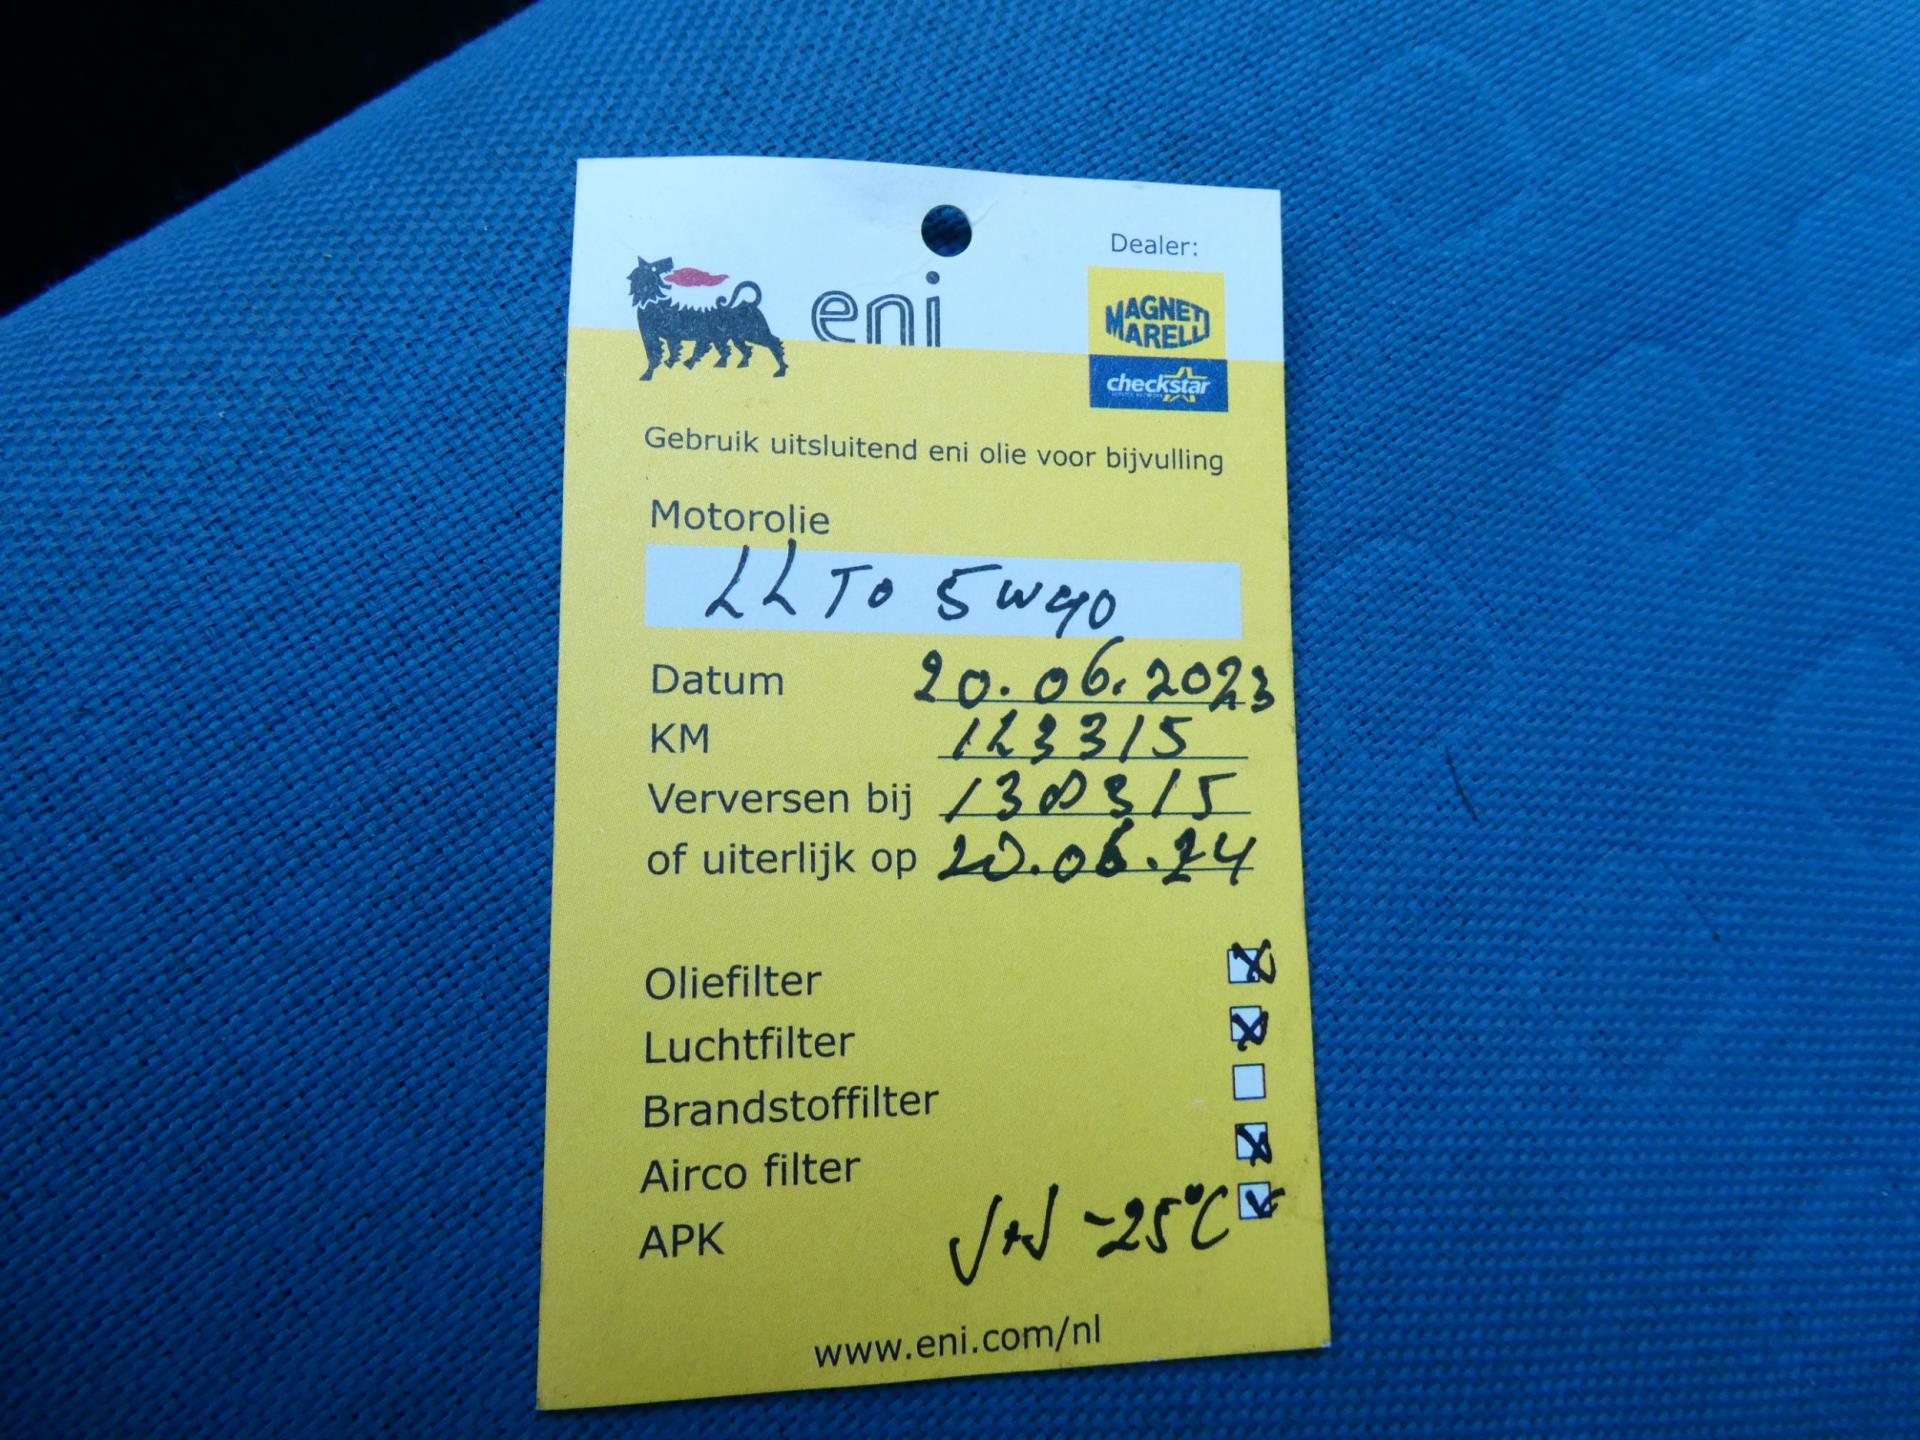 eni
Dealer:
MAGNETI
MARELLI
checkstar
Gebruik uitsluitend eni olie voor bijvulling
Motorolie
LLTo 5W40
Datum 20.06.2023
KM 123315
Verversen bij 138315
of uiterlijk op 20.06.24
Oliefilter
Luchtfilter
Brandstoffilter
Airco filter
APK -25°C
www.eni.com/nl